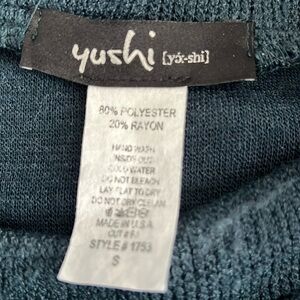 yushi [yö-shi]
80% POLYESTER
20% RAYON
HAND WASH
INSIDE OUT
COLD WATER
DO NOT BLEACH
LAY FLAT TO DRY
DO NOT DRY CLEAN
MADE IN U.S.A
STYLE # 1753
S